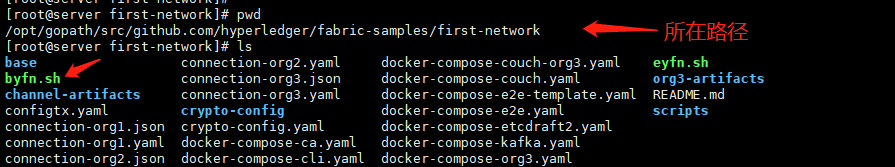 [root@server first-network]# pwd
/opt/gopath/src/github.com/hyperledger/fabric-samples/first-network
所在路径
[root@server first-network]# ls
base connection-org2.yaml docker-compose-couch-org3.yaml eyfn.sh
byfn.sh connection-org3.json docker-compose-couch.yaml org3-artifacts
channel-artifacts connection-org3.yaml docker-compose-e2e-template.yaml README.md
configtx.yaml crypto-config docker-compose-e2e.yaml scripts
connection-org1.json crypto-config.yaml docker-compose-etcdraft2.yaml
connection-org1.yaml docker-compose-ca.yaml docker-compose-kafka.yaml
connection-org2.json docker-compose-cli.yaml docker-compose-org3.yaml